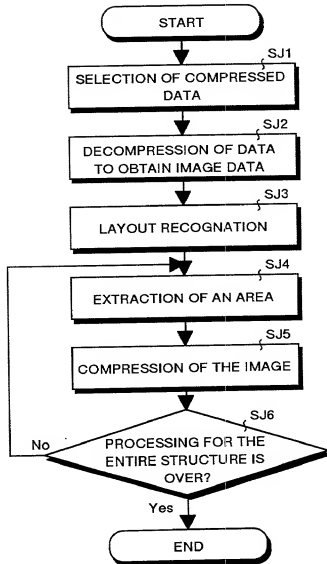 START
SJ1
SELECTION OF COMPRESSED
DATA
SJ2
DECOMPRESSION OF DATA
TO OBTAIN IMAGE DATA
SJ3
LAYOUT RECOGNATION
SJ4
EXTRACTION OF AN AREA
SJ5
COMPRESSION OF THE IMAGE
SJ6
No
PROCESSING FOR THE
ENTIRE STRUCTURE IS
OVER?
Yes
END